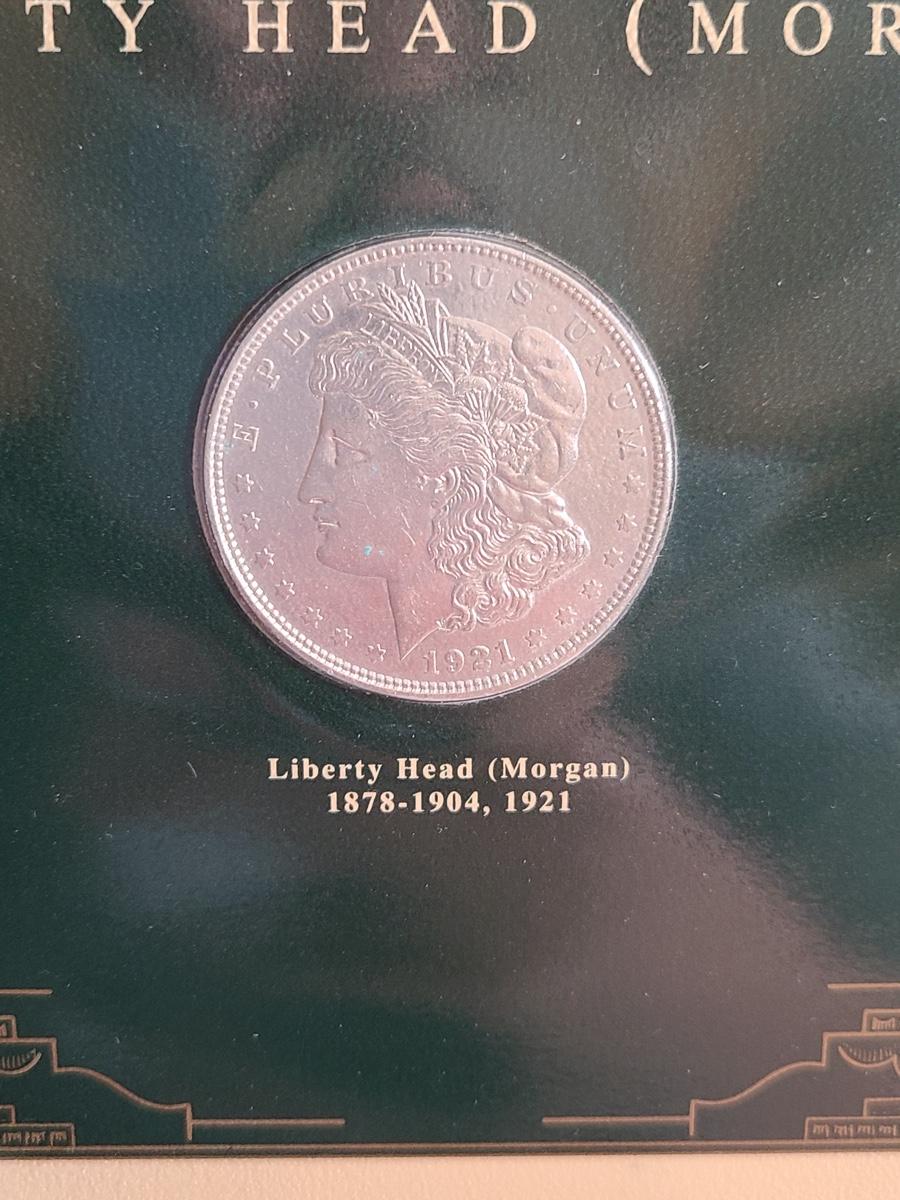 TY HEAD (MOR
E · PLURIBUS · UNUM
LIBERTY
1921
Liberty Head (Morgan)
1878-1904, 1921